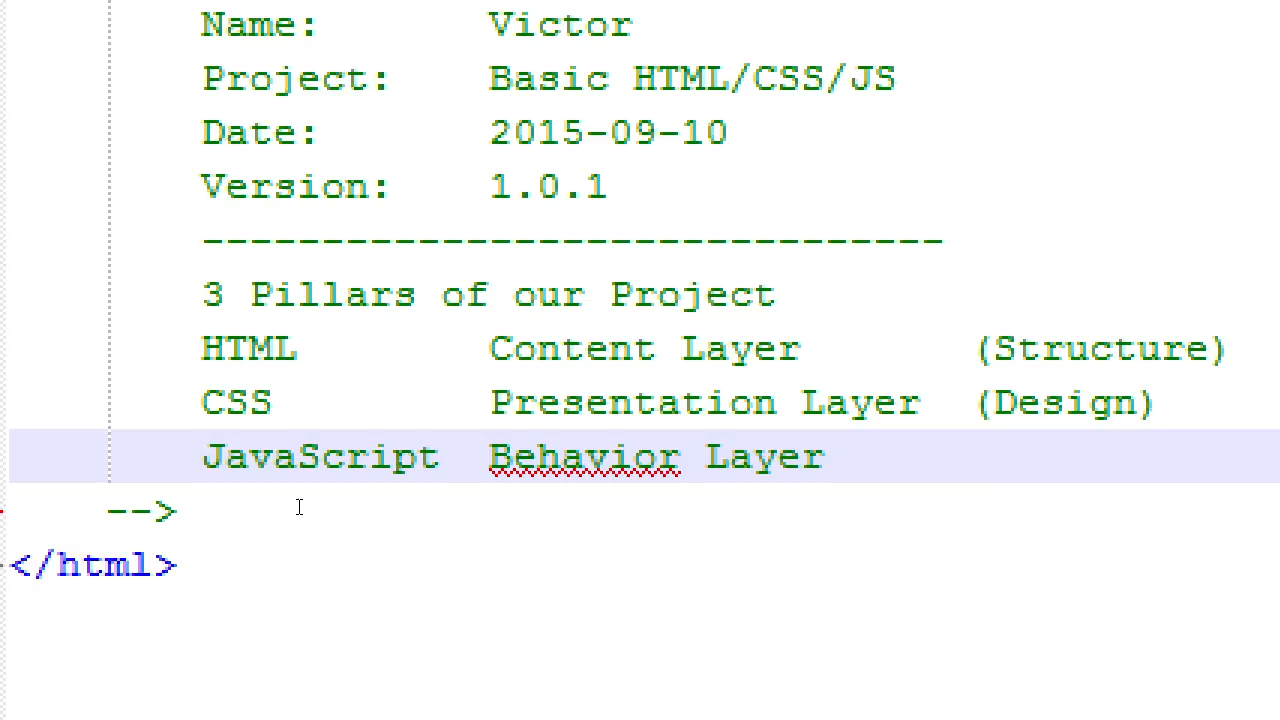 Name: Victor
Project: Basic HTML/CSS/JS
Date: 2015-09-10
Version: 1.0.1
-------------------------------
3 Pillars of our Project
HTML Content Layer (Structure)
CSS Presentation Layer (Design)
JavaScript Behavior Layer
-->
</html>